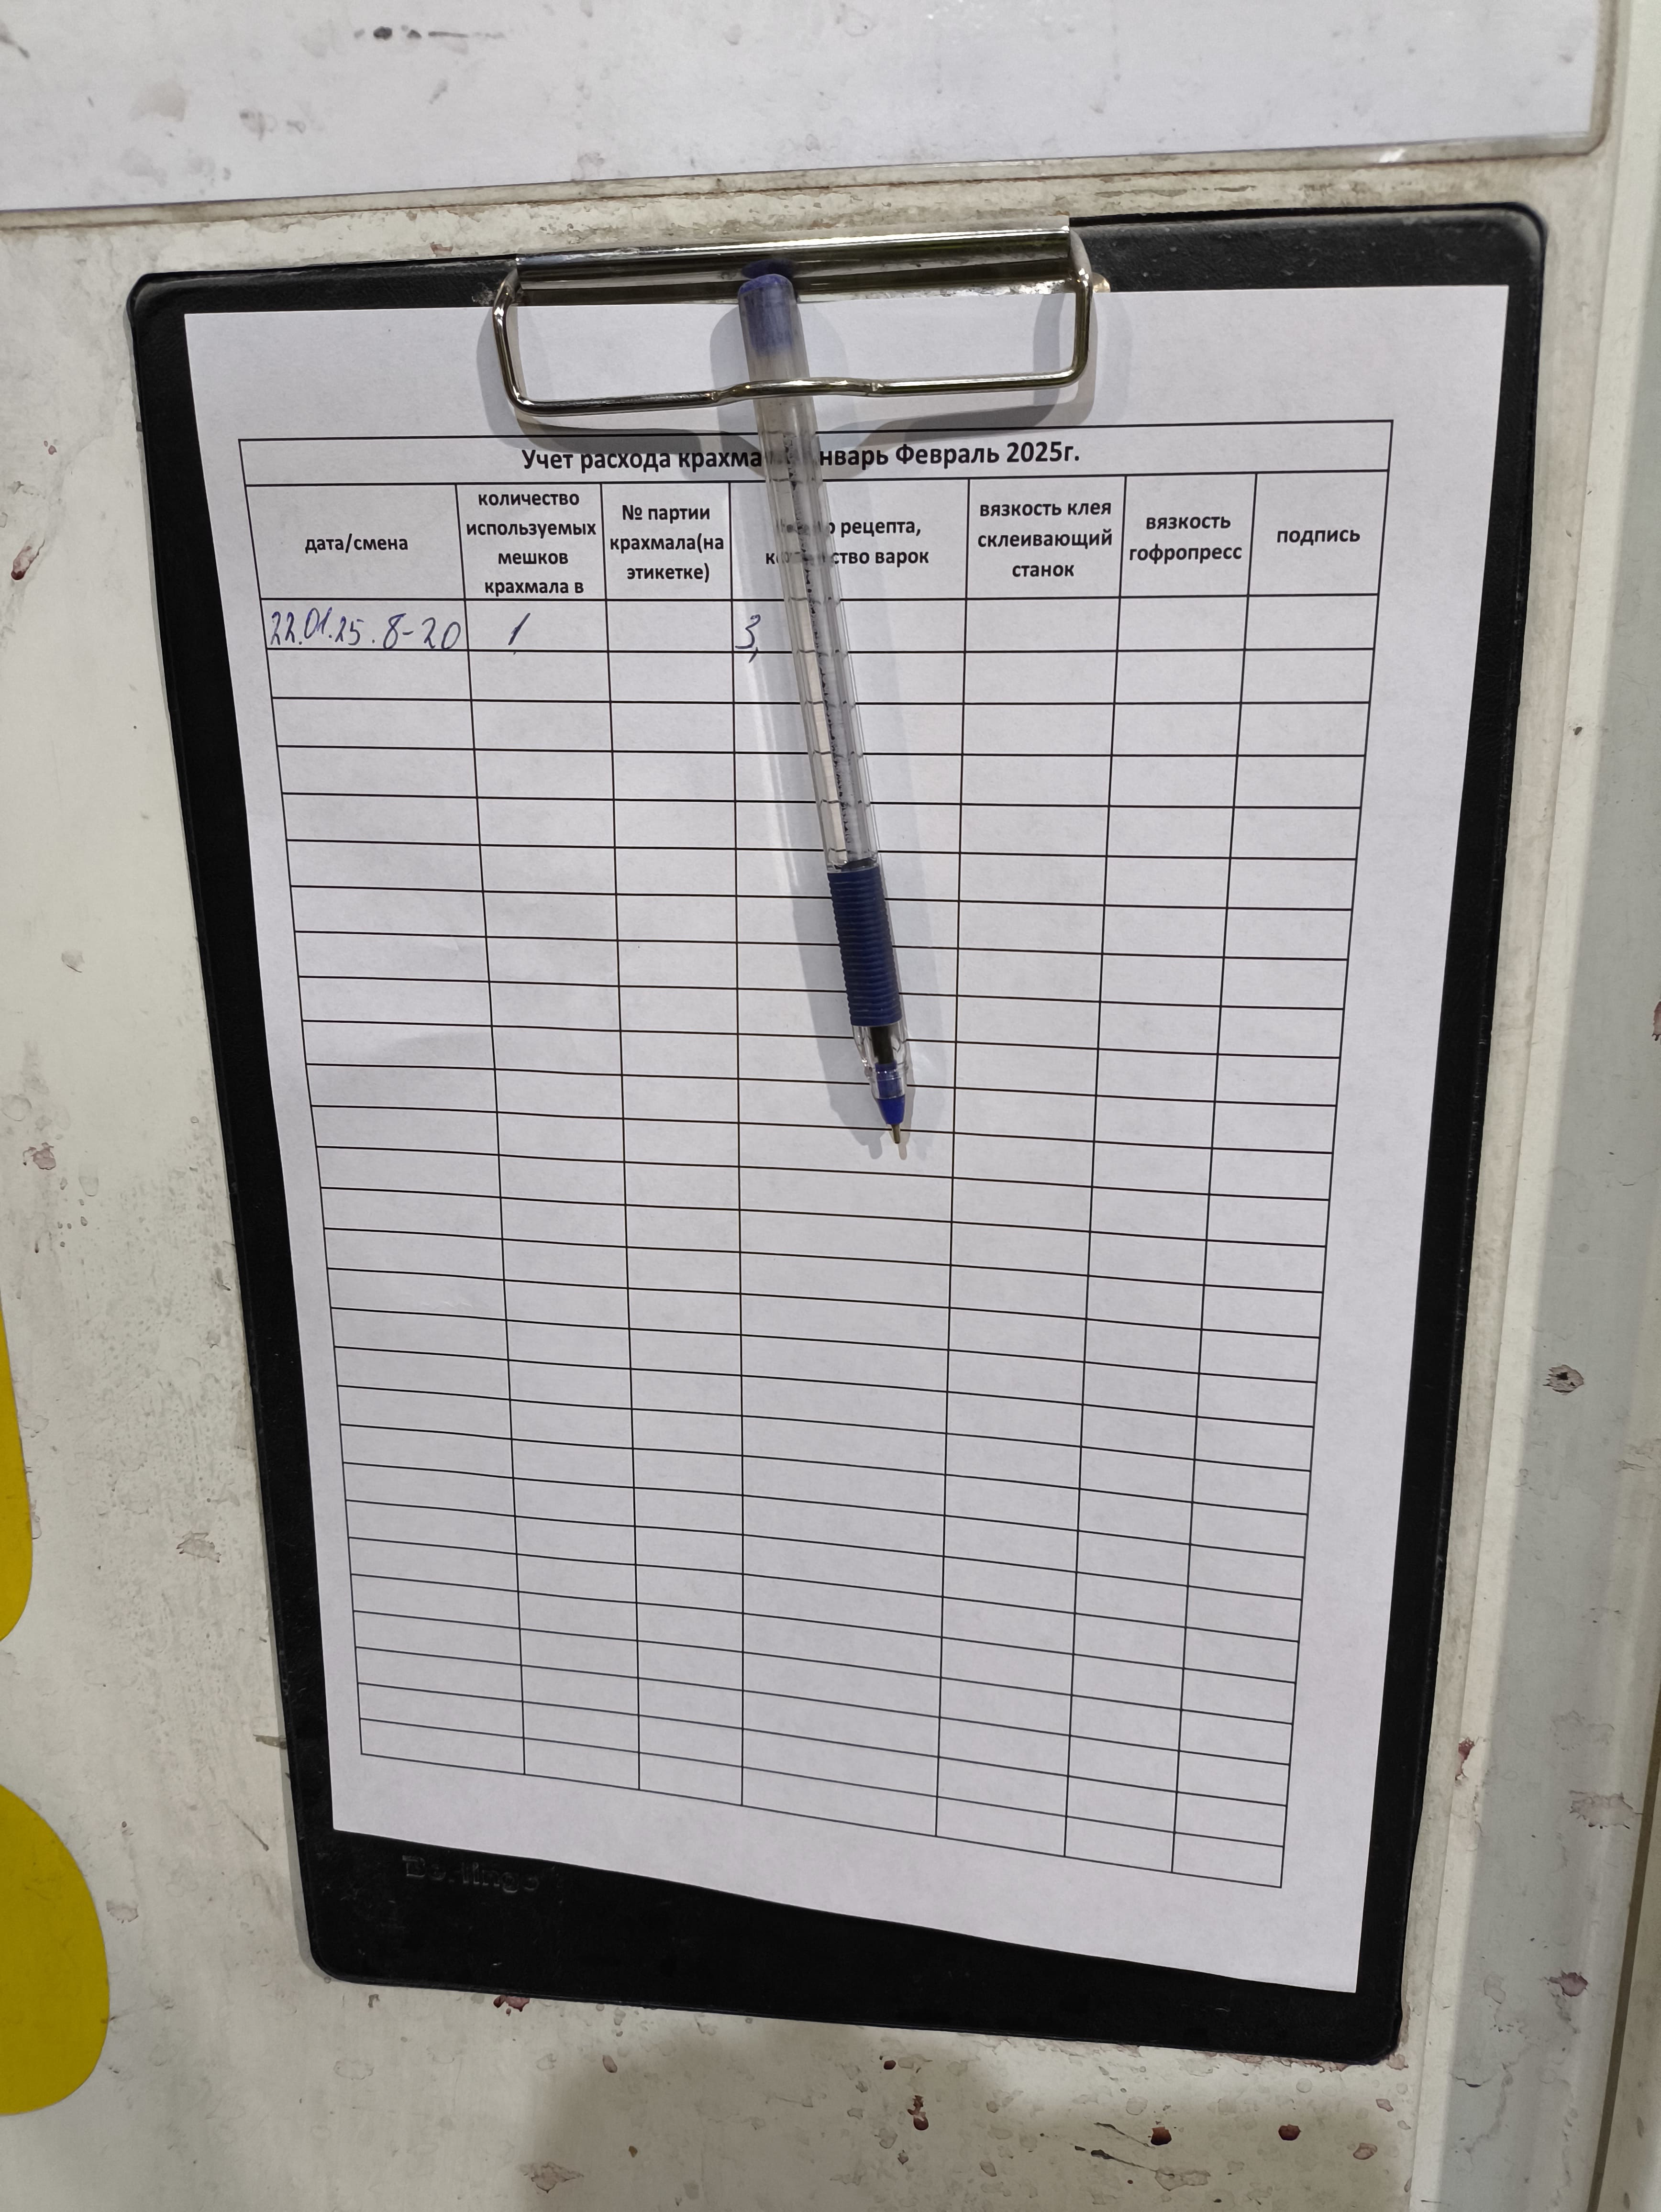 Учет расхода крахма нварь Февраль 2025г.
дата/смена
количество
используемых
мешков
крахмала в
№ партии
крахмала(на
этикетке)
рецепта,
варок
вязкость клея
склеивающий
станок
вязкость
гофропресс
подпись
22.01.25. 8-20 1 3,
Berlingo